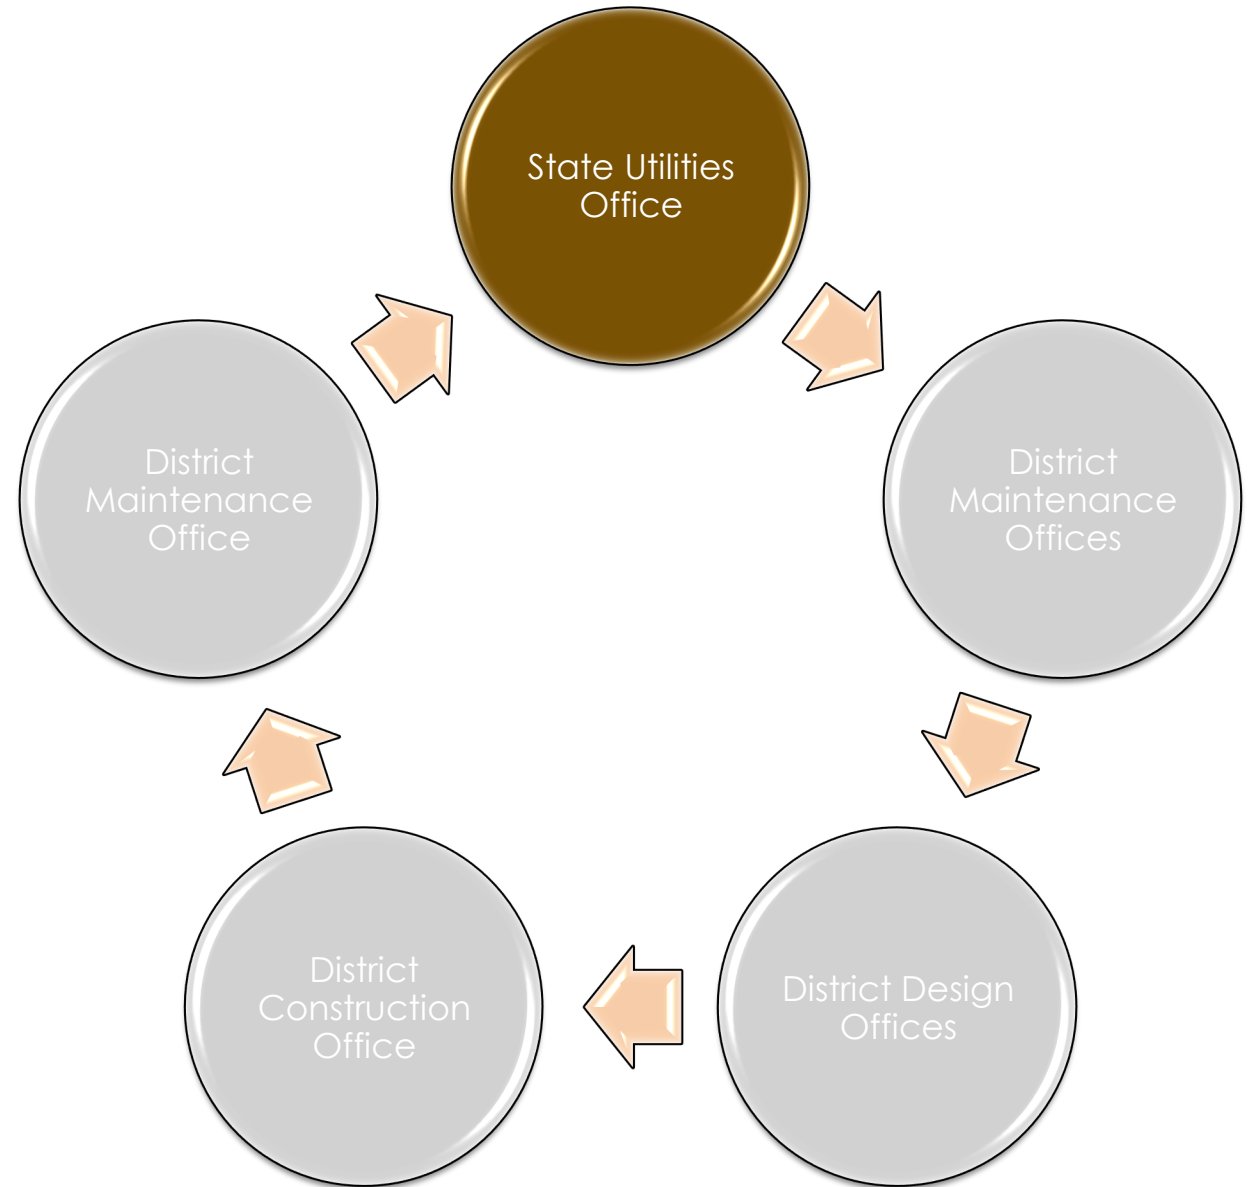 State Utilities
Office
District
Maintenance
Offices
District Design
Offices
District
Construction
Office
District
Maintenance
Office